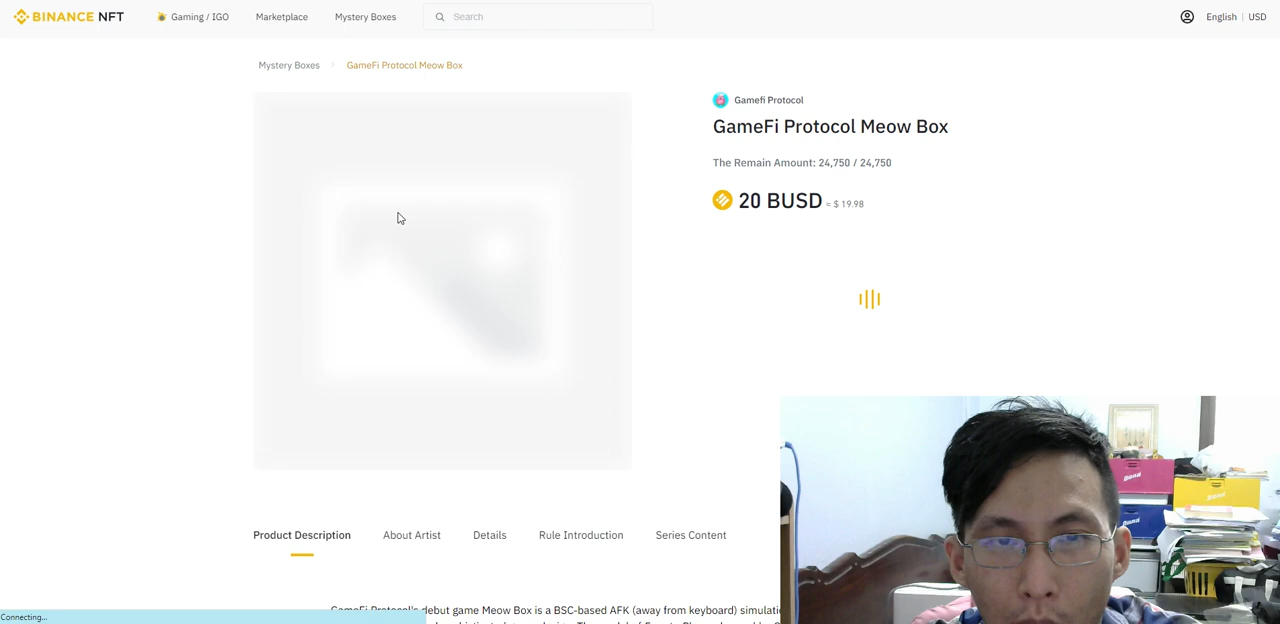 BINANCE NFT
Gaming / IGO
Marketplace
Mystery Boxes
Search
English | USD
Mystery Boxes
GameFi Protocol Meow Box
Gamefi Protocol
GameFi Protocol Meow Box
The Remain Amount: 24,750 / 24,750
20 BUSD ≈ $ 19.98
Product Description
About Artist
Details
Rule Introduction
Series Content
GameFi Protocol's debut game Meow Box is a BSC-based AFK (away from keyboard)
Connecting...